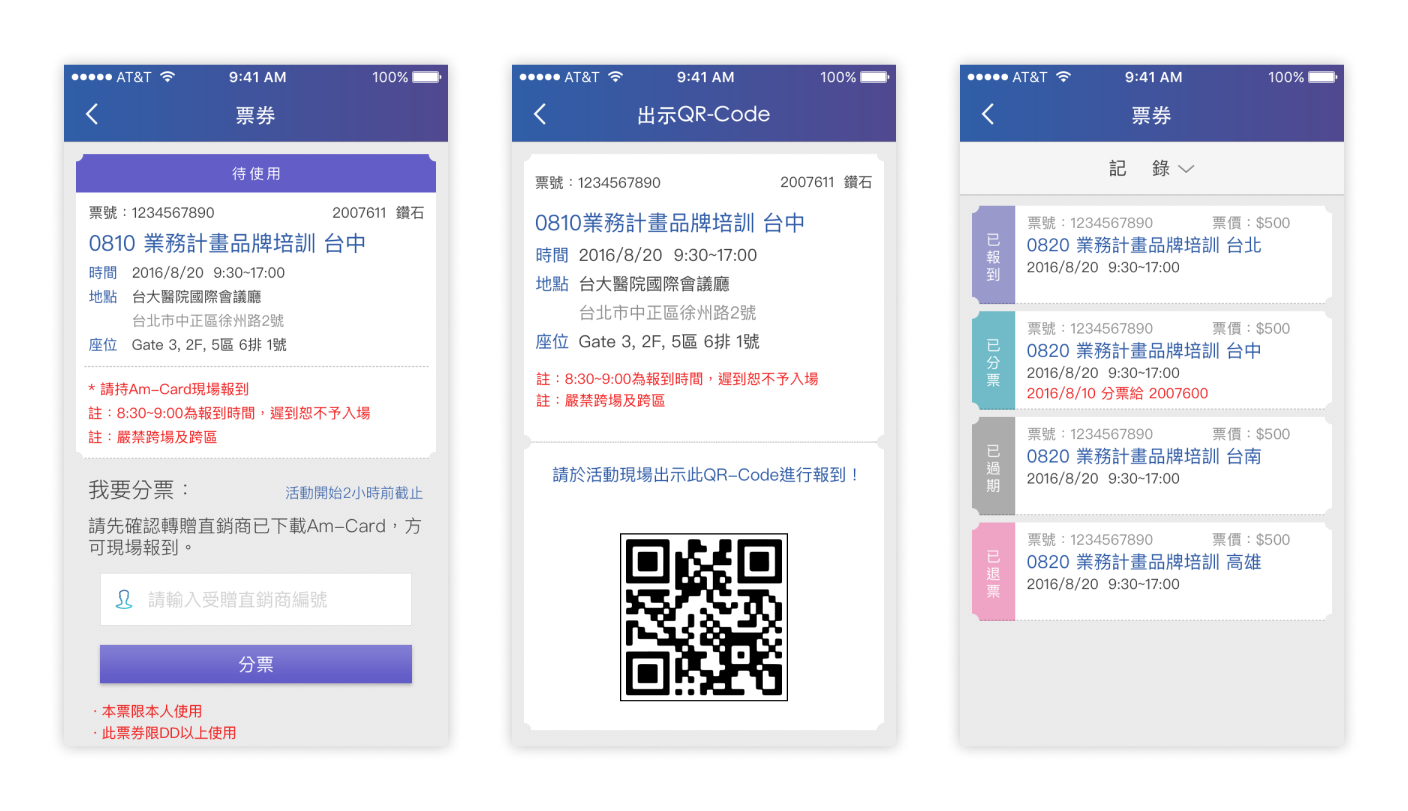 AT&T 9:41 AM 100%
票券
待使用
票號：1234567890 2007611 鑽石
0810 業務計畫品牌培訓 台中
時間 2016/8/20 9:30~17:00
地點 台大醫院國際會議廳
台北市中正區徐州路2號
座位 Gate 3, 2F, 5區 6排 1號
* 請持Am-Card現場報到
註：8:30~9:00為報到時間，遲到恕不予入場
註：嚴禁跨場及跨區
我要分票： 活動開始2小時前截止
請先確認轉贈直銷商已下載Am-Card，方
可現場報到。
請輸入受贈直銷商編號
分票
·本票限本人使用
·此票券限DD以上使用
AT&T 9:41 AM 100%
出示QR-Code
票號：1234567890 2007611 鑽石
0810業務計畫品牌培訓 台中
時間 2016/8/20 9:30~17:00
地點 台大醫院國際會議廳
台北市中正區徐州路2號
座位 Gate 3, 2F, 5區 6排 1號
註：8:30~9:00為報到時間，遲到恕不予入場
註：嚴禁跨場及跨區
請於活動現場出示此QR-Code進行報到！
AT&T 9:41 AM 100%
票券
記 錄
已報到
票號：1234567890 票價：$500
0820 業務計畫品牌培訓 台北
2016/8/20 9:30~17:00
已分票
票號：1234567890 票價：$500
0820 業務計畫品牌培訓 台中
2016/8/20 9:30~17:00
2016/8/10 分票給 2007600
已過期
票號：1234567890 票價：$500
0820 業務計畫品牌培訓 台南
2016/8/20 9:30~17:00
已退票
票號：1234567890 票價：$500
0820 業務計畫品牌培訓 高雄
2016/8/20 9:30~17:00